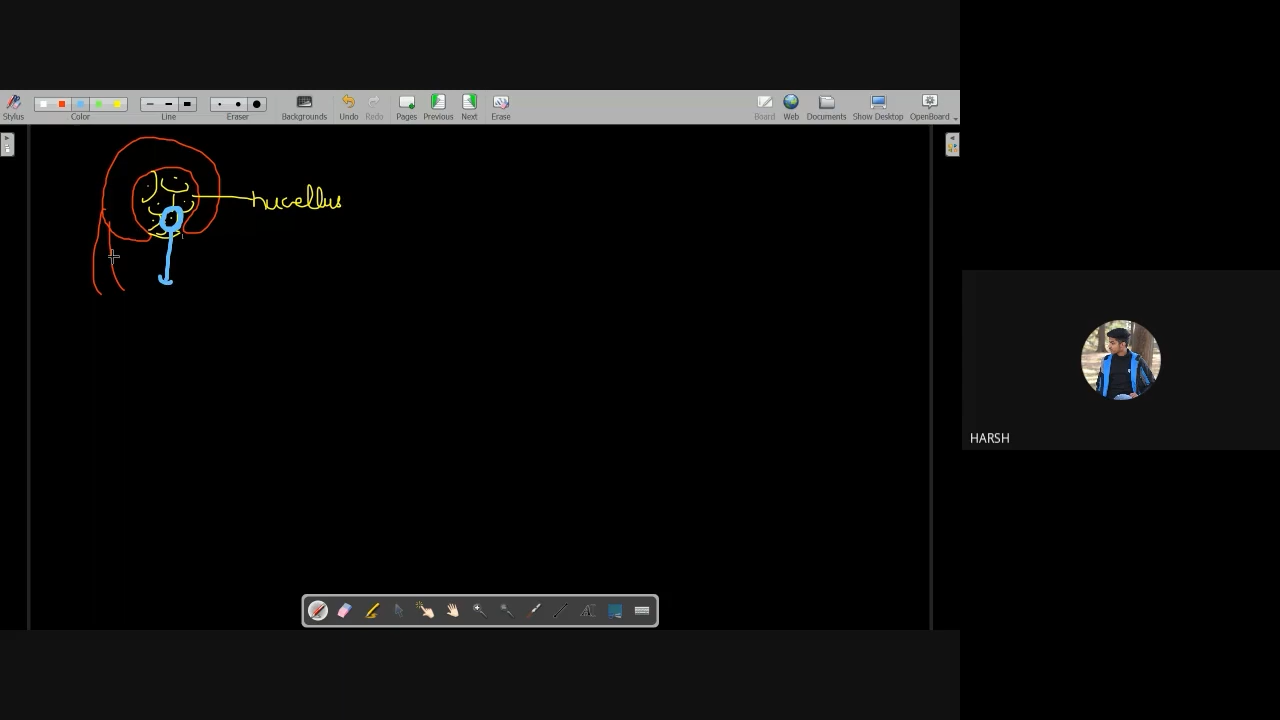 Stylus
Color
Line
Eraser
Backgrounds
Undo
Redo
Pages
Previous
Next
Erase
Board
Web
Documents
Show Desktop
OpenBoard
nucellus
HARSH